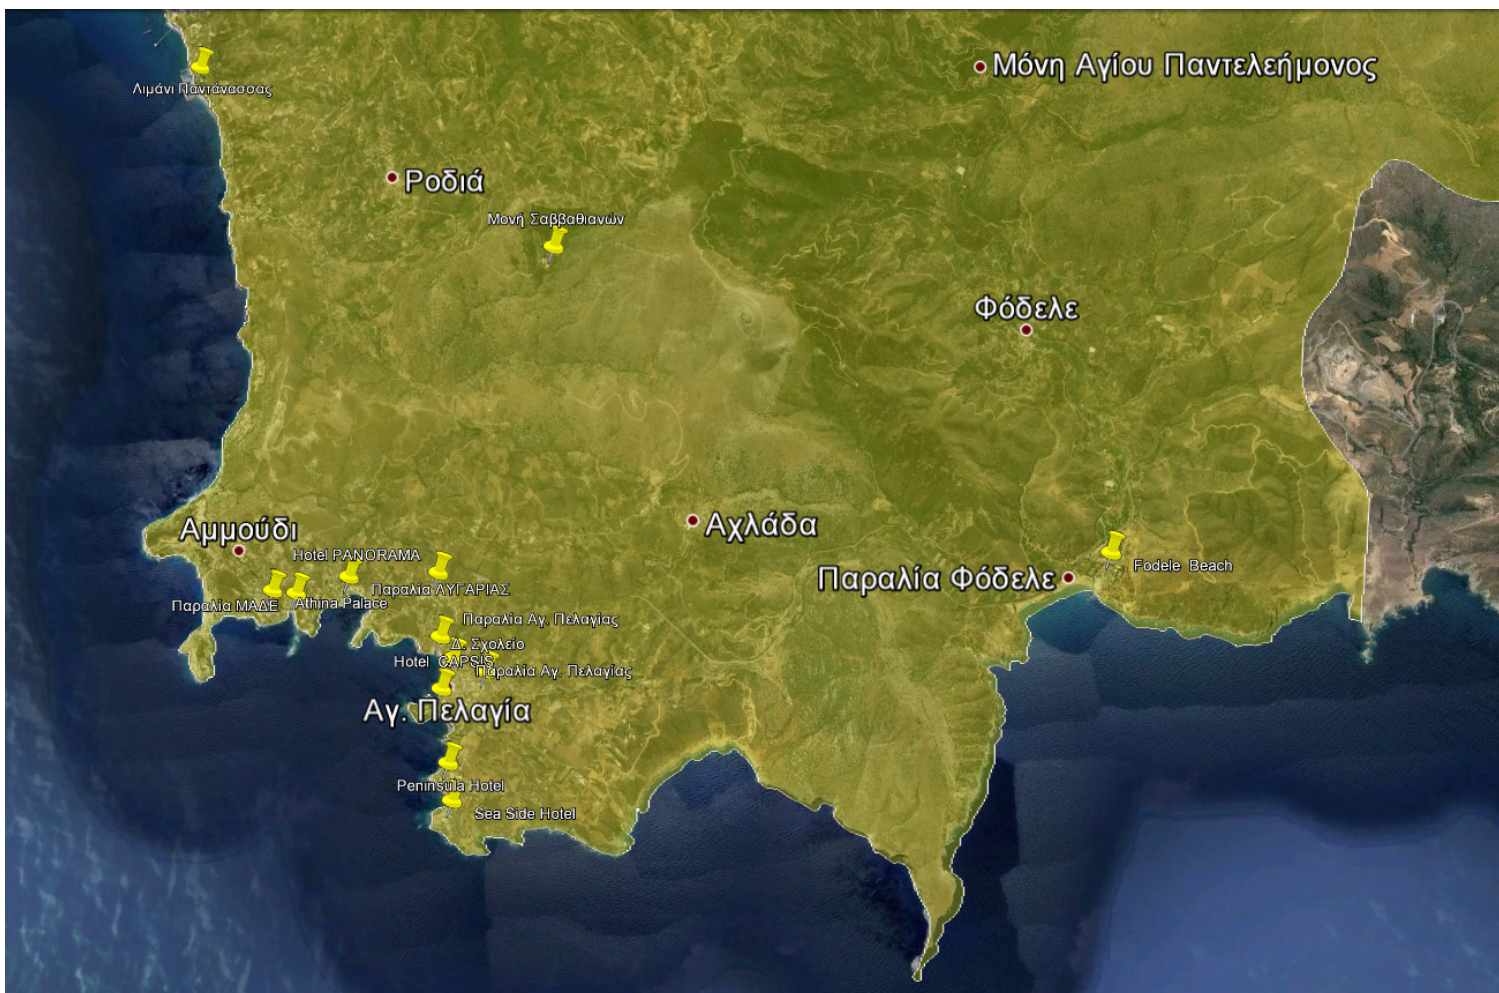 Μόνη Αγίου Παντελεήμονος
Λιμάνι Παντάνασσας
Ροδιά
Μονή Σαββαθιανών
Φόδελε
Αχλάδα
Αμμούδι
Hotel PANORAMA
Fodele Beach
Παραλία Φόδελε
Παραλία ΛΥΓΑΡΙΑΣ
Παραλία ΜΑΔΕ
Athina Palace
Παραλία Αγ. Πελαγίας
Δ. Σχολείο
Hotel CAPSIS
Παραλία Αγ. Πελαγίας
Αγ. Πελαγία
Peninsula Hotel
Sea Side Hotel